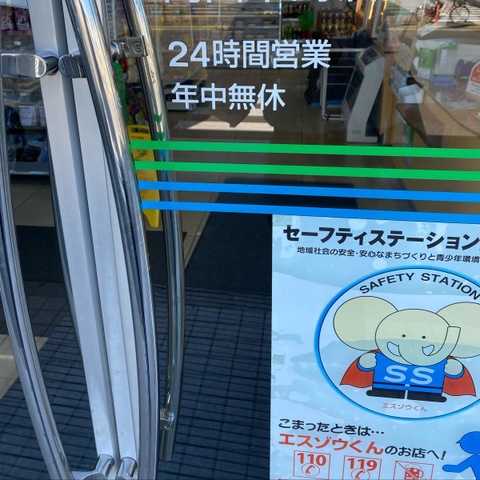 24時間営業
年中無休
セーフティステーション
地域社会の安全・安心なまちづくりと青少年環境
SAFETY STATION
SS
エスゾウくん
こまったときは…
エスゾウくんのお店へ!
110
119